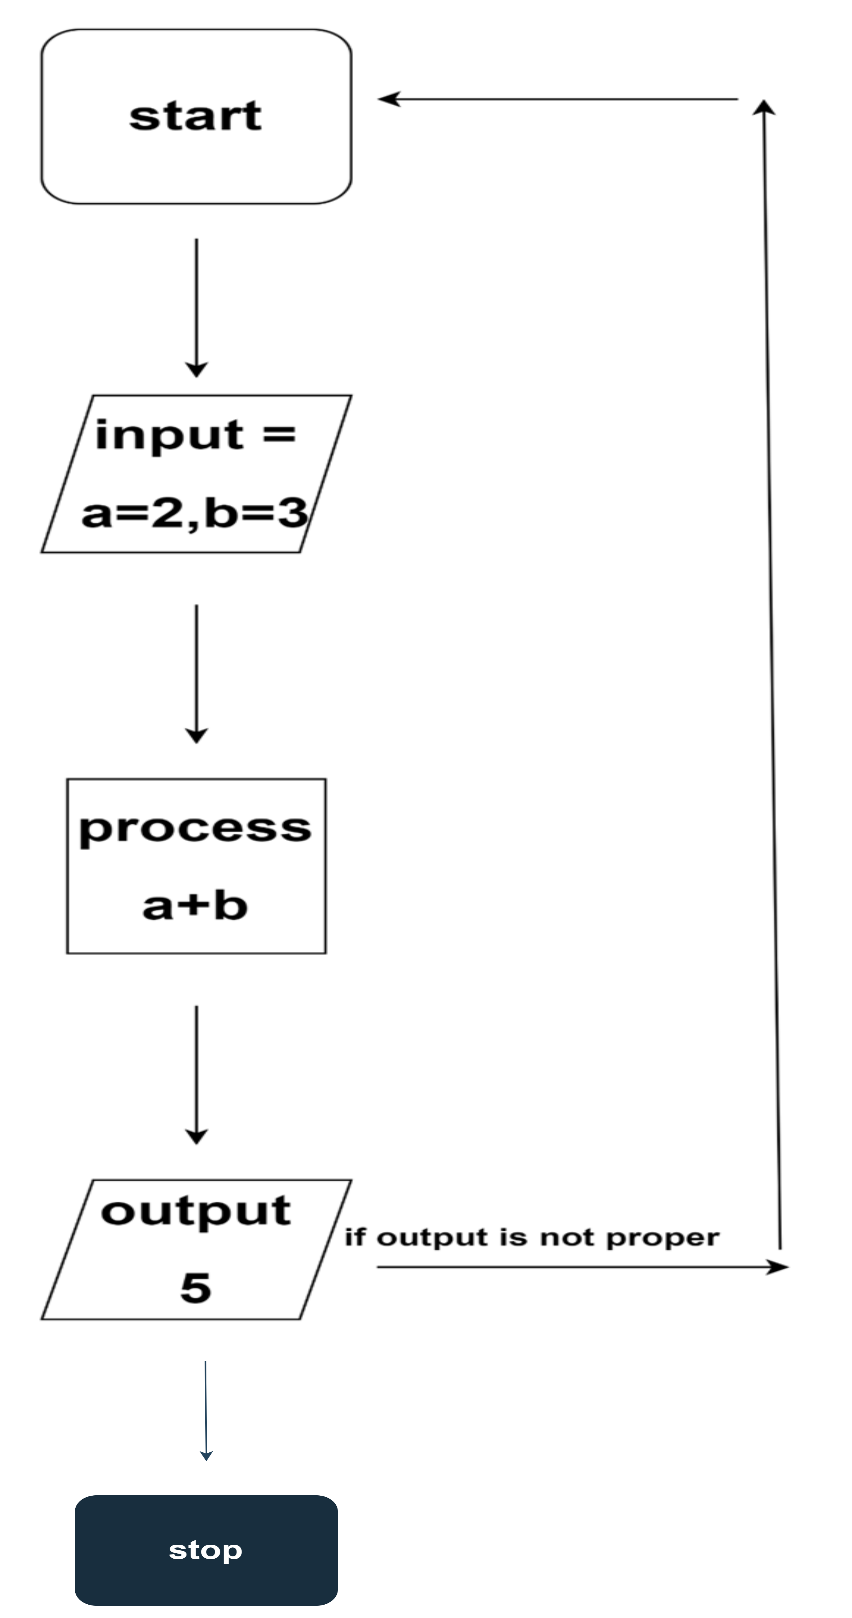 start
input =
a=2,b=3
process
a+b
output
5
if output is not proper
stop